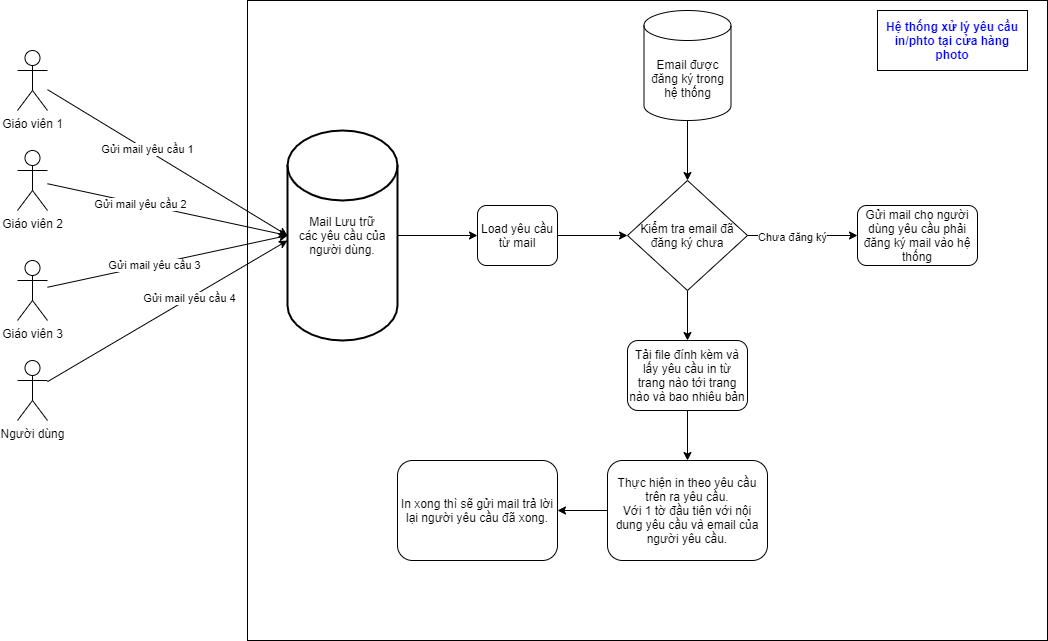 Hệ thống xử lý yêu cầu
in/phto tại cửa hàng
photo
Email được
đăng ký trong
hệ thống
Giáo viên 1
Gửi mail yêu cầu 1
Giáo viên 2
Gửi mail yêu cầu 2
Giáo viên 3
Gửi mail yêu cầu 3
Người dùng
Gửi mail yêu cầu 4
Mail Lưu trữ
các yêu cầu của
người dùng.
Load yêu cầu
từ mail
Kiểm tra email đã
đăng ký chưa
Chưa đăng ký
Gửi mail cho người
dùng yêu cầu phải
đăng ký mail vào hệ
thống
Tải file đính kèm và
lấy yêu cầu in từ
trang nào tới trang
nào và bao nhiêu bản
Thực hiện in theo yêu cầu
trên ra yêu cầu.
Với 1 tờ đầu tiên với nội
dung yêu cầu và email của
người yêu cầu.
In xong thì sẽ gửi mail trả lời
lại người yêu cầu đã xong.